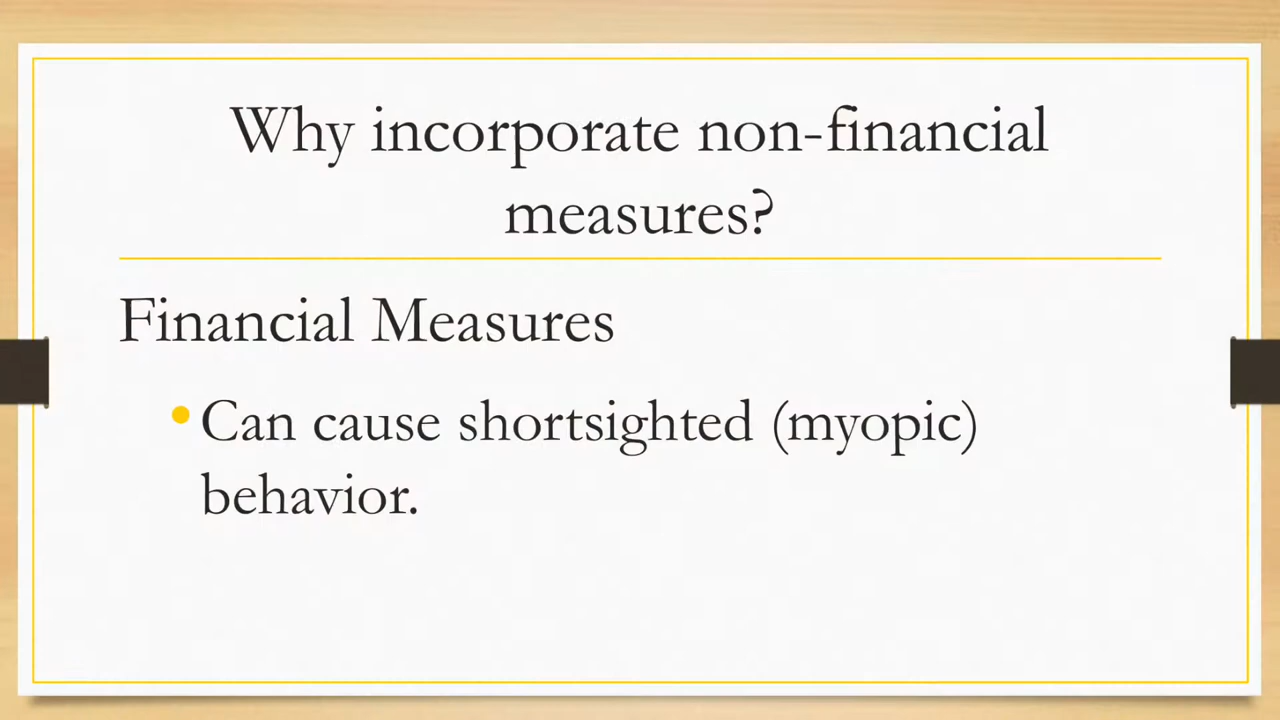 Why incorporate non-financial
measures?
Financial Measures
• Can cause shortsighted (myopic)
behavior.